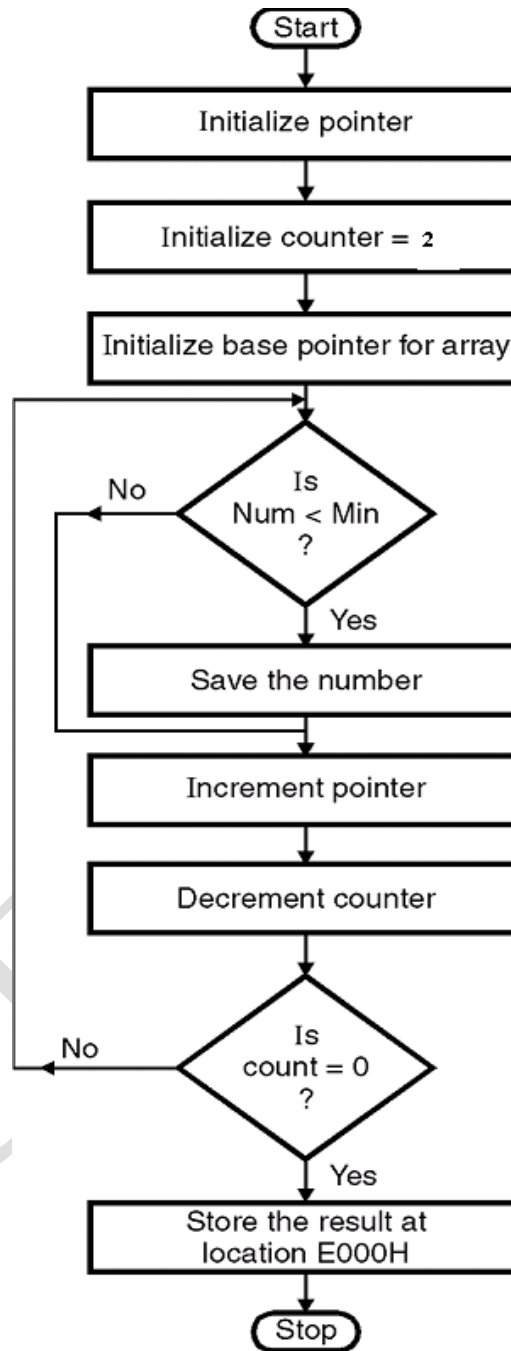 Start
Initialize pointer
Initialize counter = 2
Initialize base pointer for array
Is
Num < Min
?
No
Yes
Save the number
Increment pointer
Decrement counter
Is
count = 0
?
No
Yes
Store the result at
location E000H
Stop